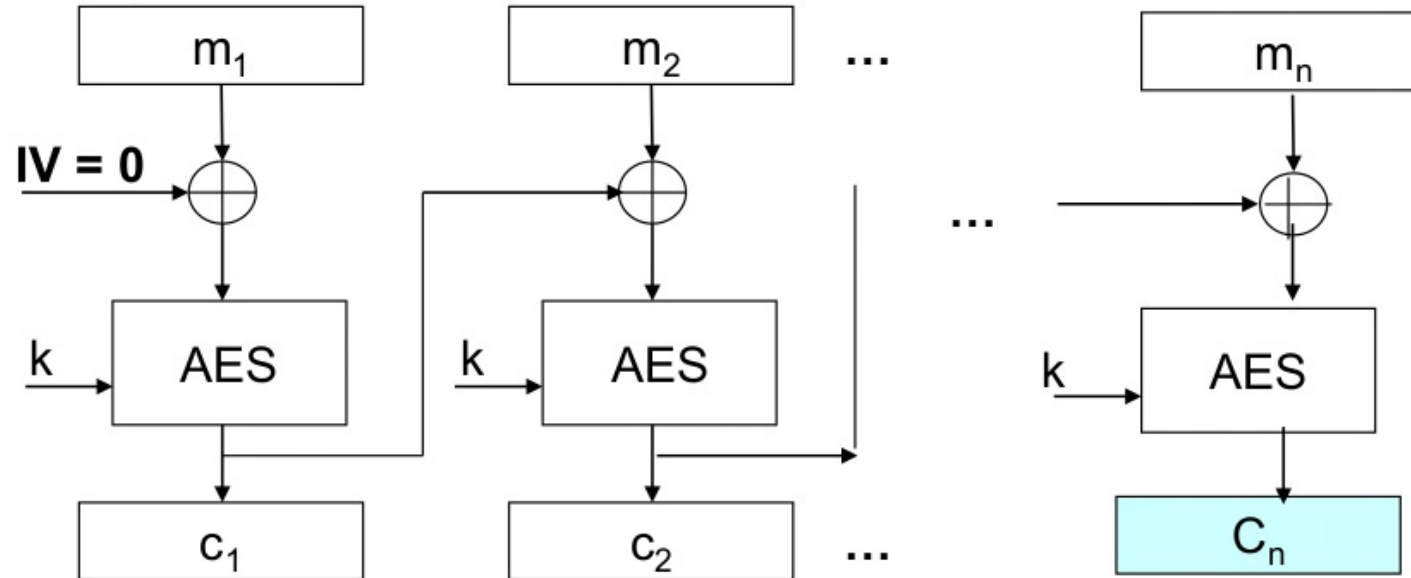 m₁ m₂ ... mₙ
IV = 0
...
k AES k AES k AES
c₁ c₂ ... Cₙ